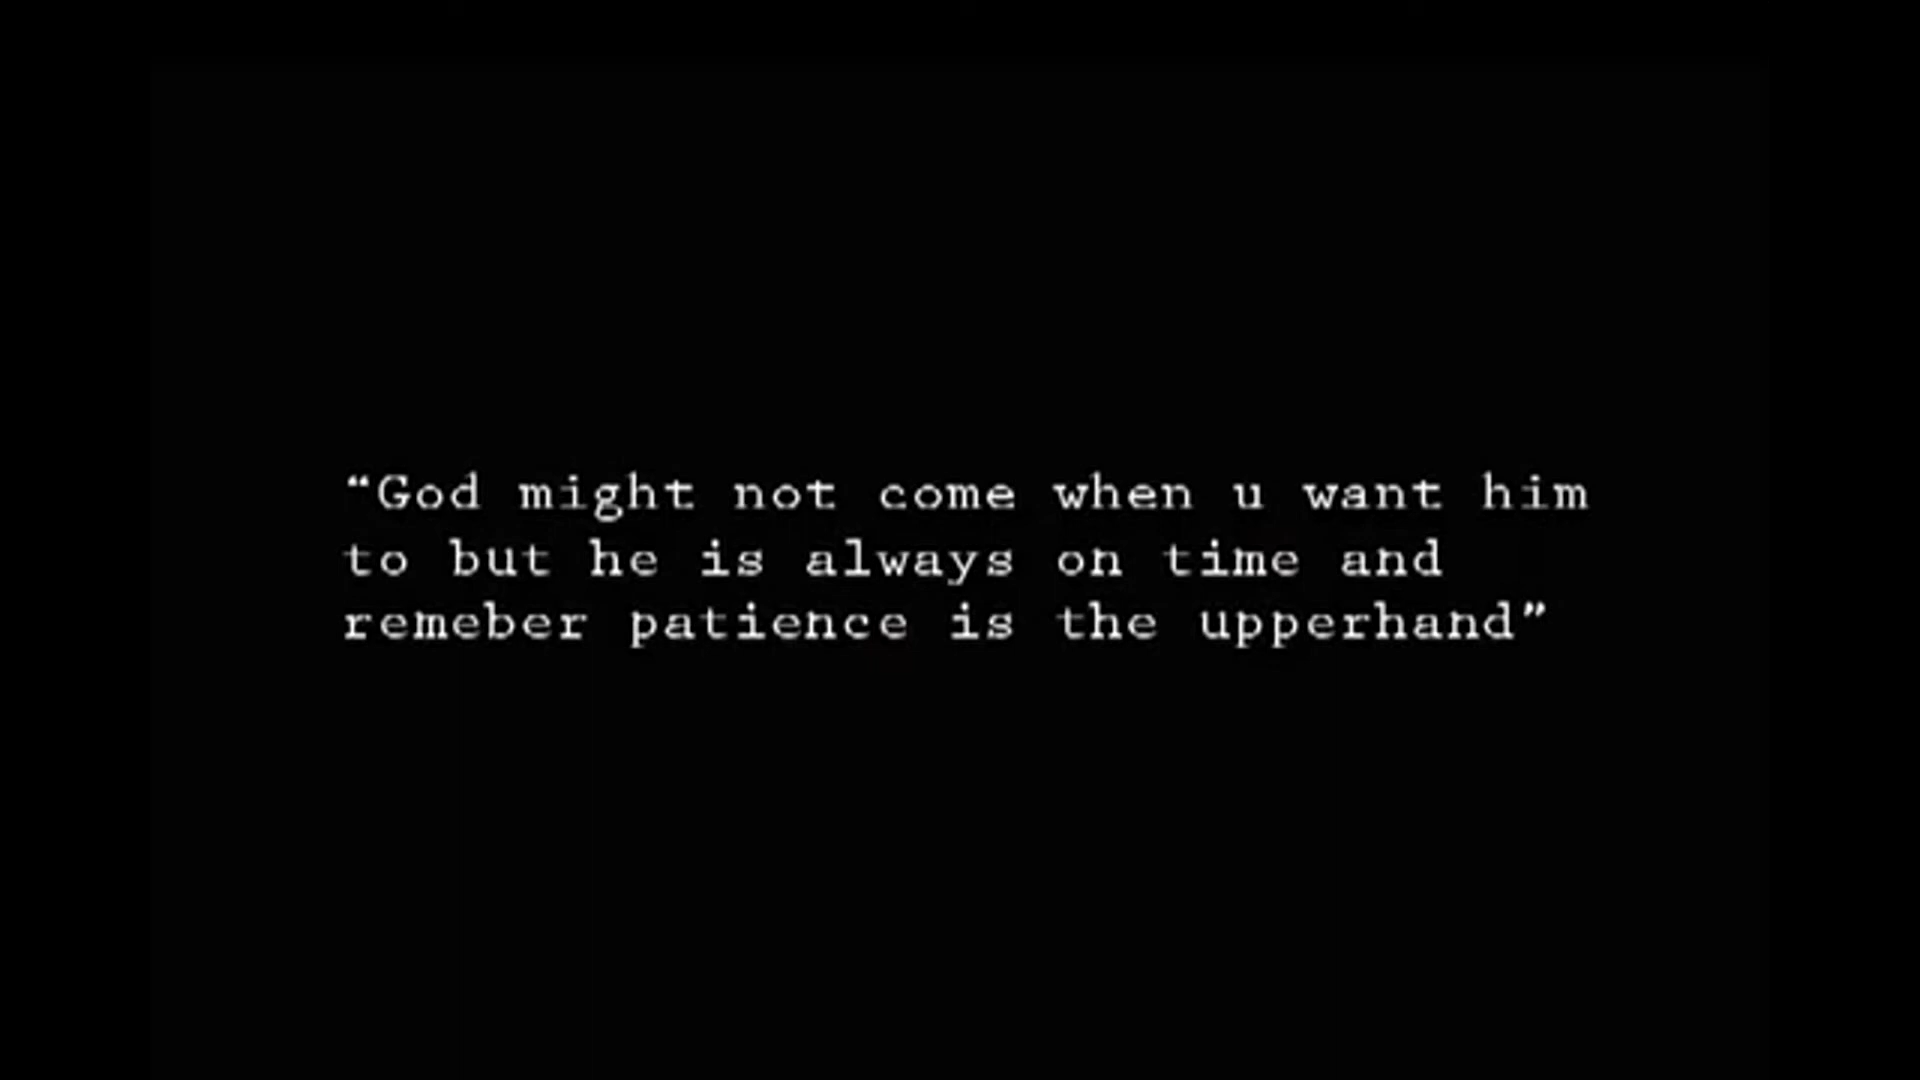 “God might not come when u want him
to but he is always on time and
remeber patience is the upperhand”